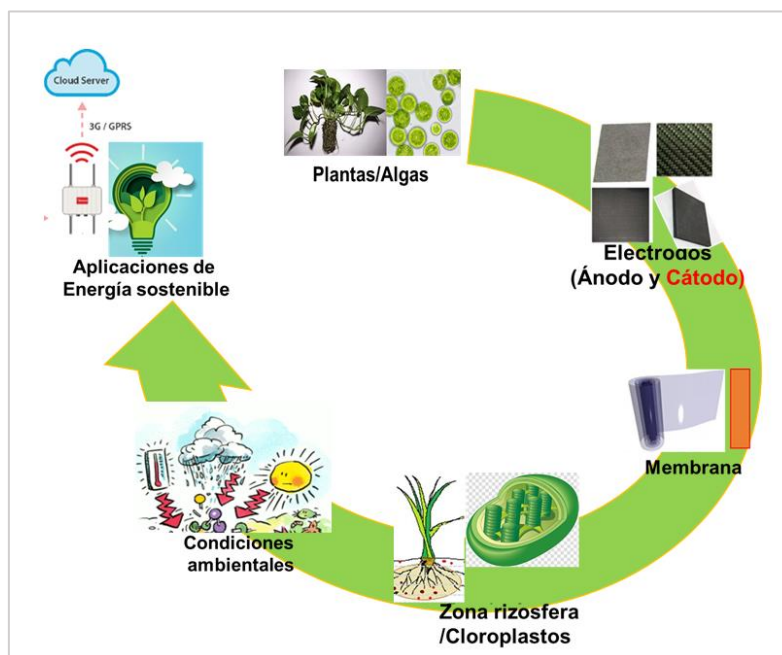 Cloud Server
3G / GPRS
Plantas/Algas
Electrodos
(Ánodo y Cátodo)
Membrana
Zona rizosfera
/Cloroplastos
Condiciones
ambientales
Aplicaciones de
Energía sostenible